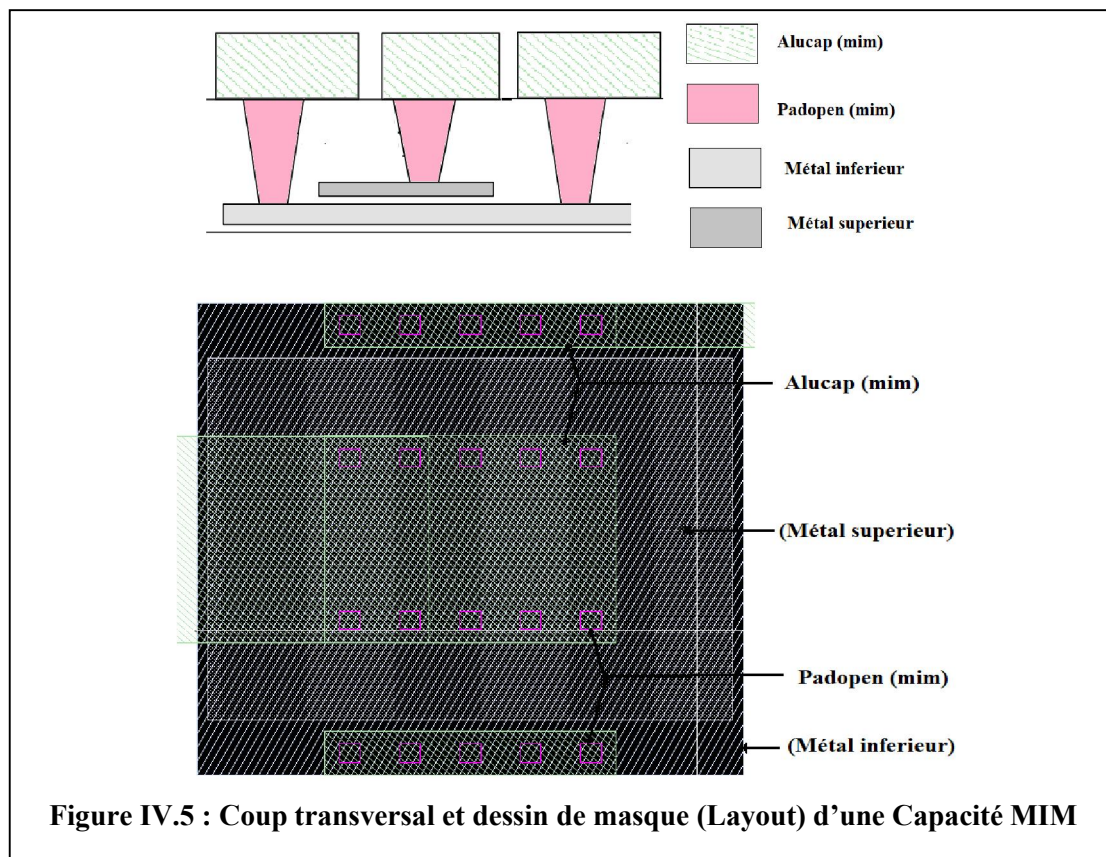 Alucap (mim)
Padopen (mim)
Métal inferieur
Métal superieur
Alucap (mim)
(Métal superieur)
Padopen (mim)
(Métal inferieur)
Figure IV.5 : Coup transversal et dessin de masque (Layout) d’une Capacité MIM